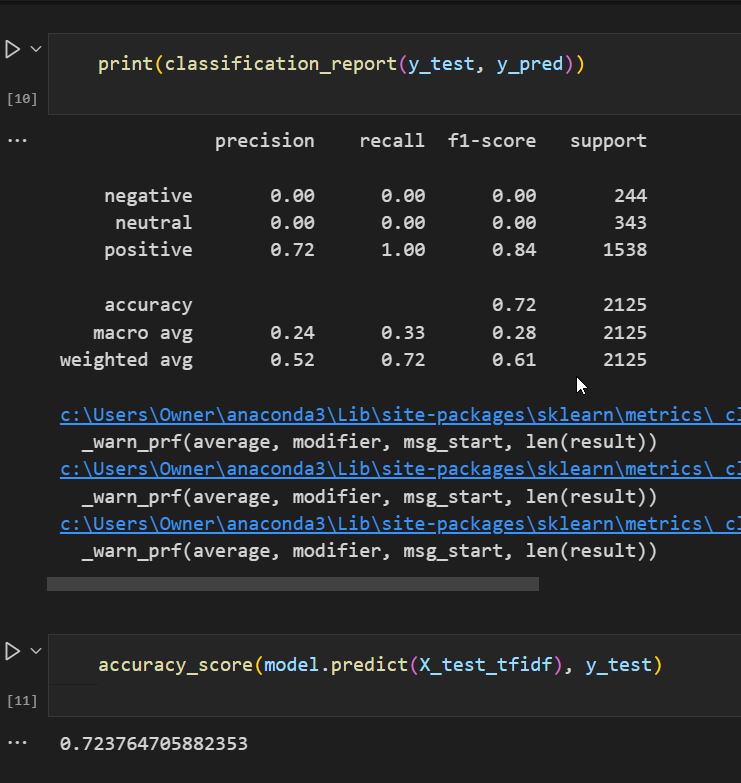 print(classification_report(y_test, y_pred))
[10]
...
precision recall f1-score support
negative 0.00 0.00 0.00 244
neutral 0.00 0.00 0.00 343
positive 0.72 1.00 0.84 1538
accuracy 0.72 2125
macro avg 0.24 0.33 0.28 2125
weighted avg 0.52 0.72 0.61 2125
c:\Users\Owner\anaconda3\Lib\site-packages\sklearn\metrics\_cl
_warn_prf(average, modifier, msg_start, len(result))
c:\Users\Owner\anaconda3\Lib\site-packages\sklearn\metrics\_cl
_warn_prf(average, modifier, msg_start, len(result))
c:\Users\Owner\anaconda3\Lib\site-packages\sklearn\metrics\_cl
_warn_prf(average, modifier, msg_start, len(result))
accuracy_score(model.predict(X_test_tfidf), y_test)
[11]
...
0.723764705882353